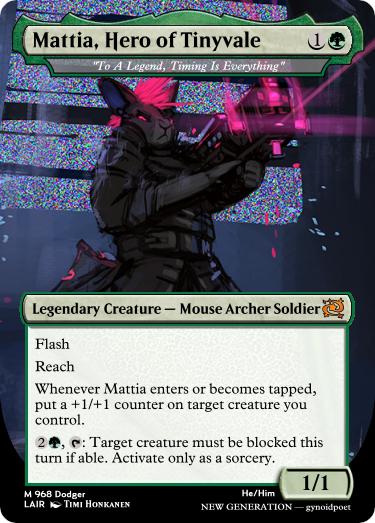 Mattia, Hero of Tinyvale 1
"To A Legend, Timing Is Everything"
Legendary Creature — Mouse Archer Soldier
Flash
Reach
Whenever Mattia enters or becomes tapped,
put a +1/+1 counter on target creature you
control.
2 , : Target creature must be blocked this
turn if able. Activate only as a sorcery.
1/1
M 968 Dodger He/Him
LAIR Timi Honkanen NEW GENERATION — gynoidpoet